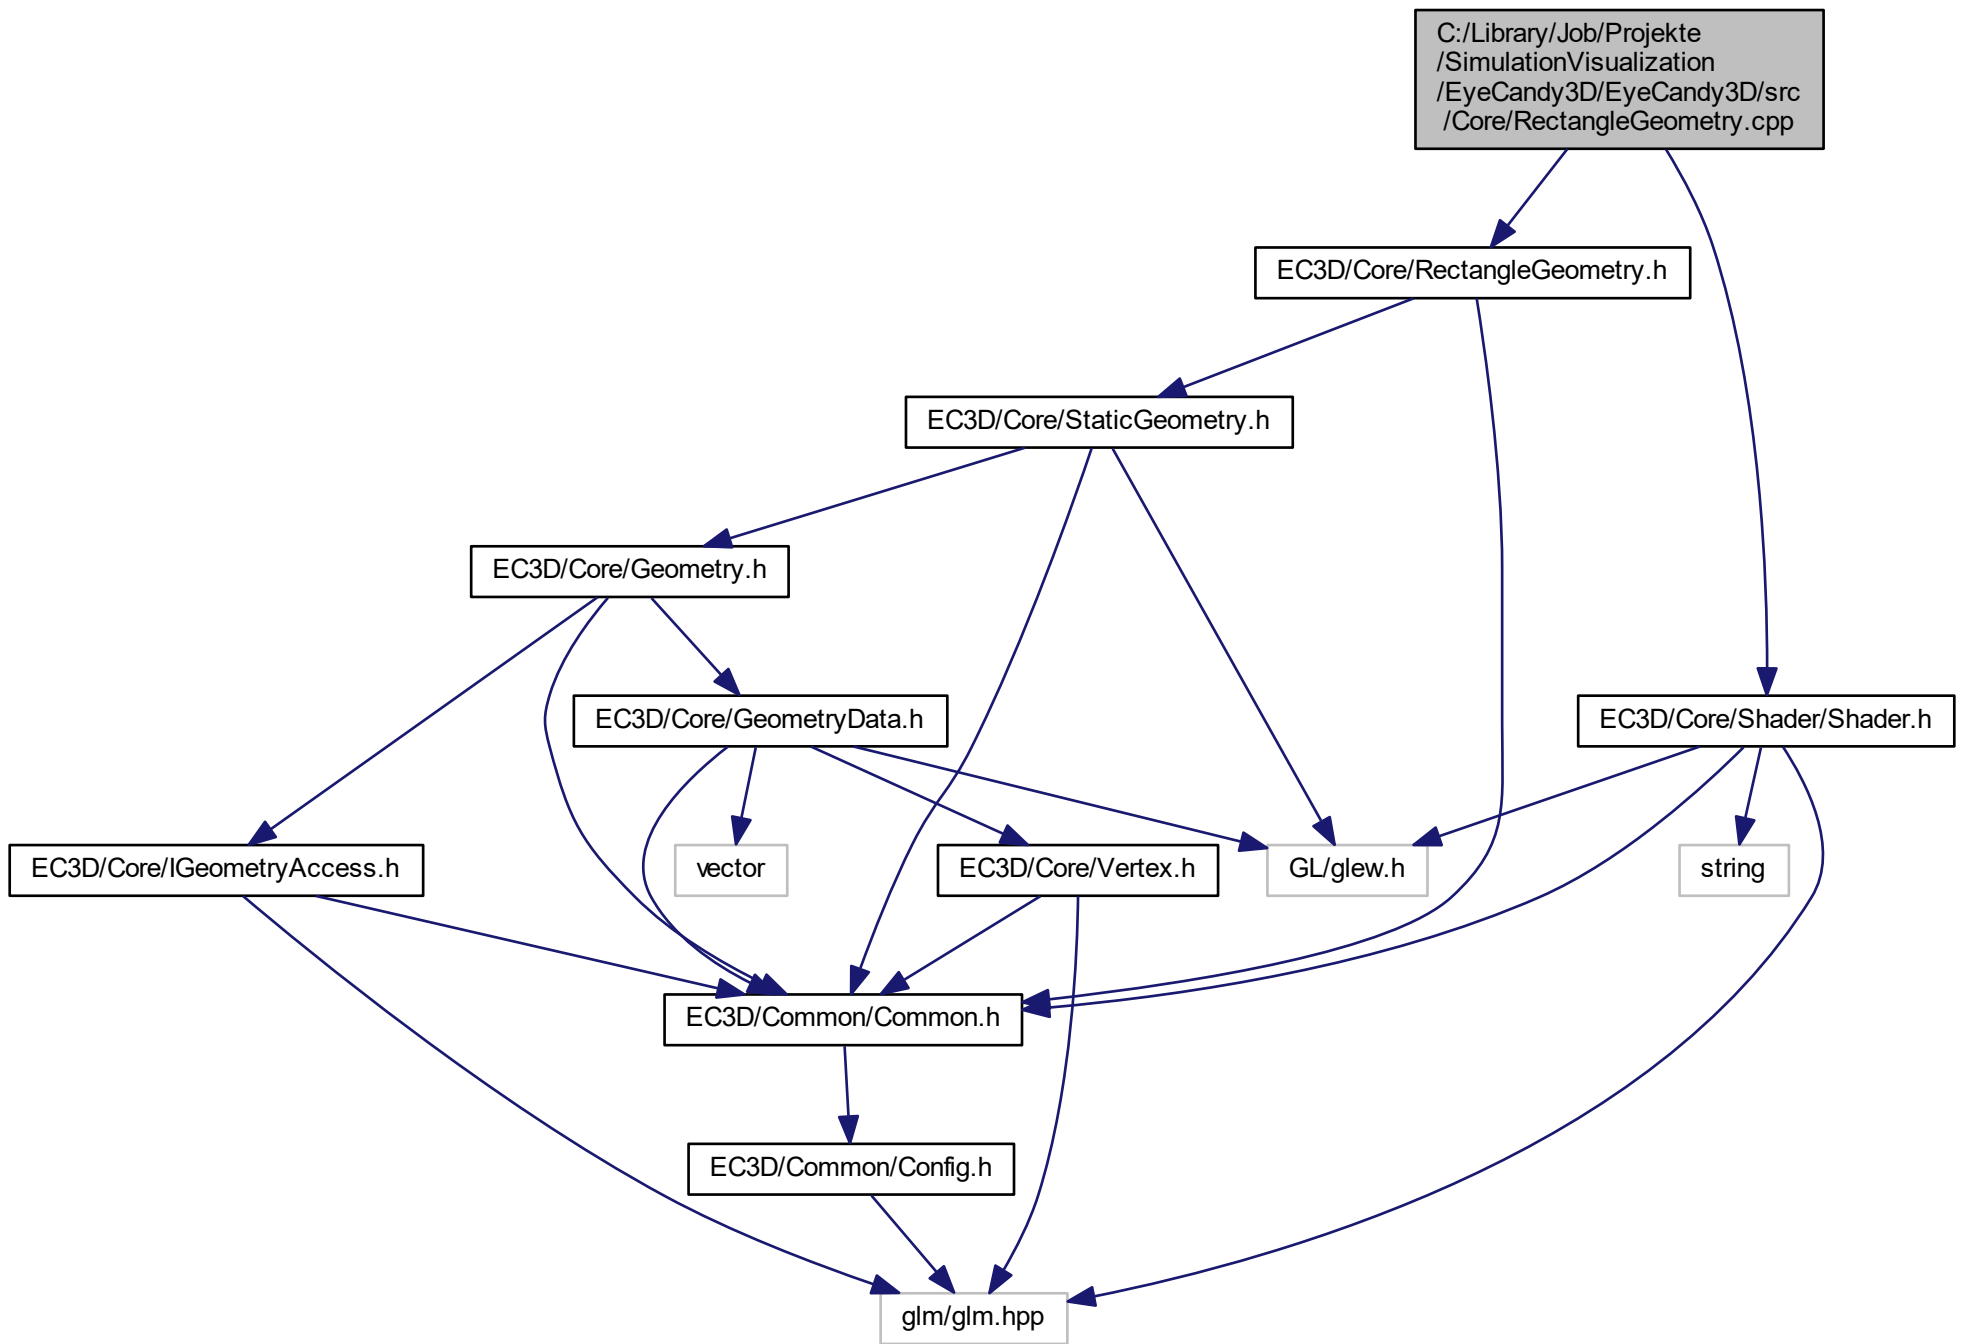 C:/Library/Job/Projekte
/SimulationVisualization
/EyeCandy3D/EyeCandy3D/src
/Core/RectangleGeometry.cpp
EC3D/Core/RectangleGeometry.h
EC3D/Core/StaticGeometry.h
EC3D/Core/Geometry.h
EC3D/Core/GeometryData.h
EC3D/Core/Shader/Shader.h
EC3D/Core/IGeometryAccess.h
vector
EC3D/Core/Vertex.h
GL/glew.h
string
EC3D/Common/Common.h
EC3D/Common/Config.h
glm/glm.hpp